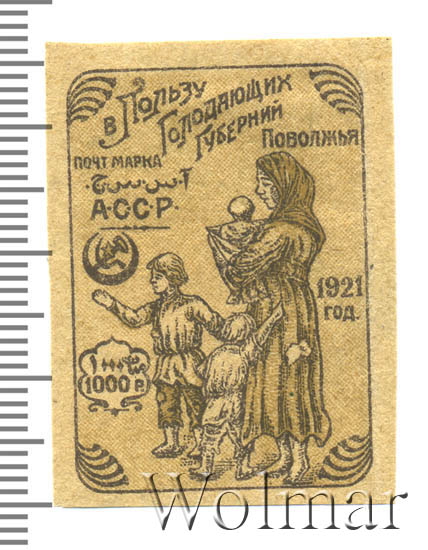 В Пользу
Голодающих
Губерний
Поволжья
почт марка
А·С·С·Р·
1921
год.
1000 Р.
Wolmar